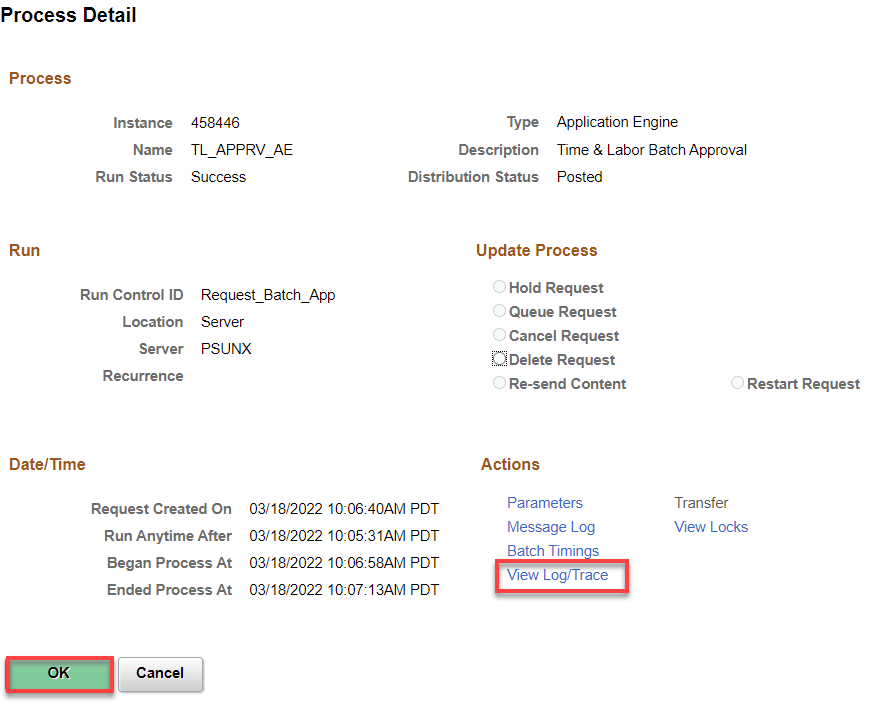 Process Detail
Process
Instance 458446 Type Application Engine
Name TL_APPRV_AE Description Time & Labor Batch Approval
Run Status Success Distribution Status Posted
Run Update Process
Run Control ID Request_Batch_App Hold Request
Location Server Queue Request
Server PSUNX Cancel Request
Recurrence Delete Request
Re-send Content Restart Request
Date/Time Actions
Request Created On 03/18/2022 10:06:40AM PDT Parameters Transfer
Run Anytime After 03/18/2022 10:05:31AM PDT Message Log View Locks
Began Process At 03/18/2022 10:06:58AM PDT Batch Timings
Ended Process At 03/18/2022 10:07:13AM PDT View Log/Trace
OK Cancel